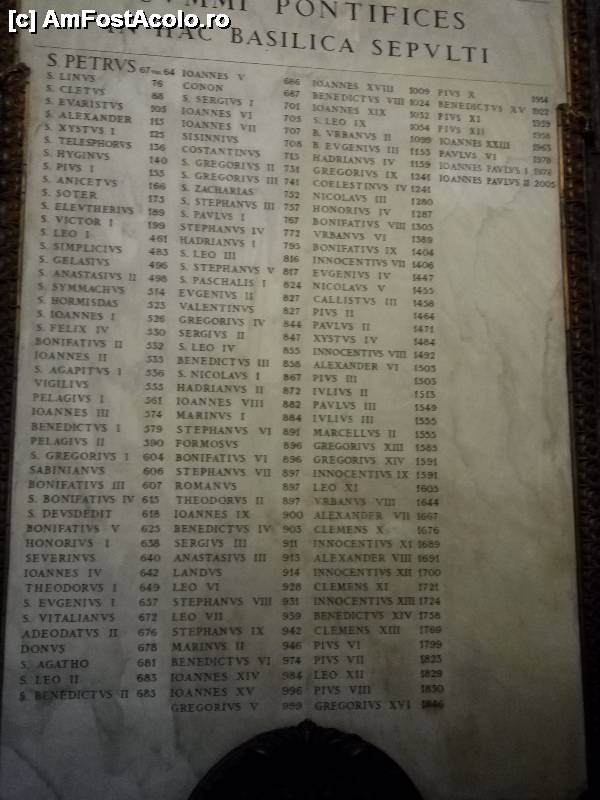 [c] AmFostAcolo.ro
SVMMI PONTIFICES
IN HAC BASILICA SEPVLTI
S. PETRVS 67 vel 64
S. LINVS 76
S. CLETVS 88
S. EVARISTVS 105
S. ALEXANDER 115
S. XYSTVS I 125
S. TELESPHORVS 136
S. HYGINVS 140
S. PIVS I 155
S. ANICETVS 166
S. SOTER 175
S. ELEVTHERIVS 189
S. VICTOR I 199
S. LEO I 461
S. SIMPLICIVS 483
S. GELASIVS 496
S. ANASTASIVS II 498
S. SYMMACHVS 514
S. HORMISDAS 523
S. IOANNES I 526
S. FELIX IV 530
BONIFATIVS II 532
IOANNES II 535
S. AGAPITVS I 536
VIGILIVS 555
PELAGIVS I 561
IOANNES III 574
BENEDICTVS I 579
PELAGIVS II 590
S. GREGORIVS I 604
SABINIANVS 606
BONIFATIVS III 607
S. BONIFATIVS IV 615
S. DEVSDEDIT 618
BONIFATIVS V 625
HONORIVS I 638
SEVERINVS 640
IOANNES IV 642
THEODORVS I 649
S. EVGENIVS I 657
S. VITALIANVS 672
ADEODATVS II 676
DONVS 678
S. AGATHO 681
S. LEO II 683
S. BENEDICTVS II 685
IOANNES V 686
CONON 687
S. SERGIVS I 701
IOANNES VI 705
IOANNES VII 707
SISINNIVS 708
COSTANTINVS 715
S. GREGORIVS II 731
S. GREGORIVS III 741
S. ZACHARIAS 752
S. STEPHANVS III 757
S. PAVLVS I 767
STEPHANVS IV 772
HADRIANVS I 795
S. LEO III 816
S. STEPHANVS V 817
S. PASCHALIS I 824
EVGENIVS II 827
VALENTINVS 827
GREGORIVS IV 844
SERGIVS II 847
S. LEO IV 855
BENEDICTVS III 858
S. NICOLAVS I 867
HADRIANVS II 872
IOANNES VIII 882
MARINVS I 884
STEPHANVS VI 891
FORMOSVS 896
BONIFATIVS VI 896
STEPHANVS VII 897
ROMANVS 897
THEODORVS II 897
IOANNES IX 900
BENEDICTVS IV 903
SERGIVS III 911
ANASTASIVS III 913
LANDVS 914
LEO VI 928
STEPHANVS VIII 931
LEO VII 939
STEPHANVS IX 942
MARINVS II 946
BENEDICTVS VI 974
IOANNES XIV 984
IOANNES XV 996
GREGORIVS V 999
IOANNES XVIII 1009
BENEDICTVS VIII 1024
IOANNES XIX 1032
S. LEO IX 1054
B. VRBANVS II 1099
B. EVGENIVS III 1153
HADRIANVS IV 1159
GREGORIVS IX 1241
COELESTINVS IV 1241
NICOLAVS III 1280
HONORIVS IV 1287
BONIFATIVS VIII 1303
VRBANVS VI 1389
BONIFATIVS IX 1404
INNOCENTIVS VII 1406
EVGENIVS IV 1447
NICOLAVS V 1455
CALLISTVS III 1458
PIVS II 1464
PAVLVS II 1471
XYSTVS IV 1484
INNOCENTIVS VIII 1492
ALEXANDER VI 1503
PIVS III 1503
IVLIVS II 1513
PAVLVS III 1549
IVLIVS III 1555
MARCELLVS II 1555
GREGORIVS XIII 1585
GREGORIVS XIV 1591
INNOCENTIVS IX 1591
LEO XI 1605
VRBANVS VIII 1644
ALEXANDER VII 1667
CLEMENS X 1676
INNOCENTIVS XI 1689
ALEXANDER VIII 1691
INNOCENTIVS XII 1700
CLEMENS XI 1721
INNOCENTIVS XIII 1724
BENEDICTVS XIV 1758
CLEMENS XIII 1769
PIVS VI 1799
PIVS VII 1823
LEO XII 1829
PIVS VIII 1830
GREGORIVS XVI 1846
PIVS X 1914
BENEDICTVS XV 1922
PIVS XI 1939
PIVS XII 1958
IOANNES XXIII 1963
PAVLVS VI 1978
IOANNES PAVLVS I 1978
IOANNES PAVLVS II 2005